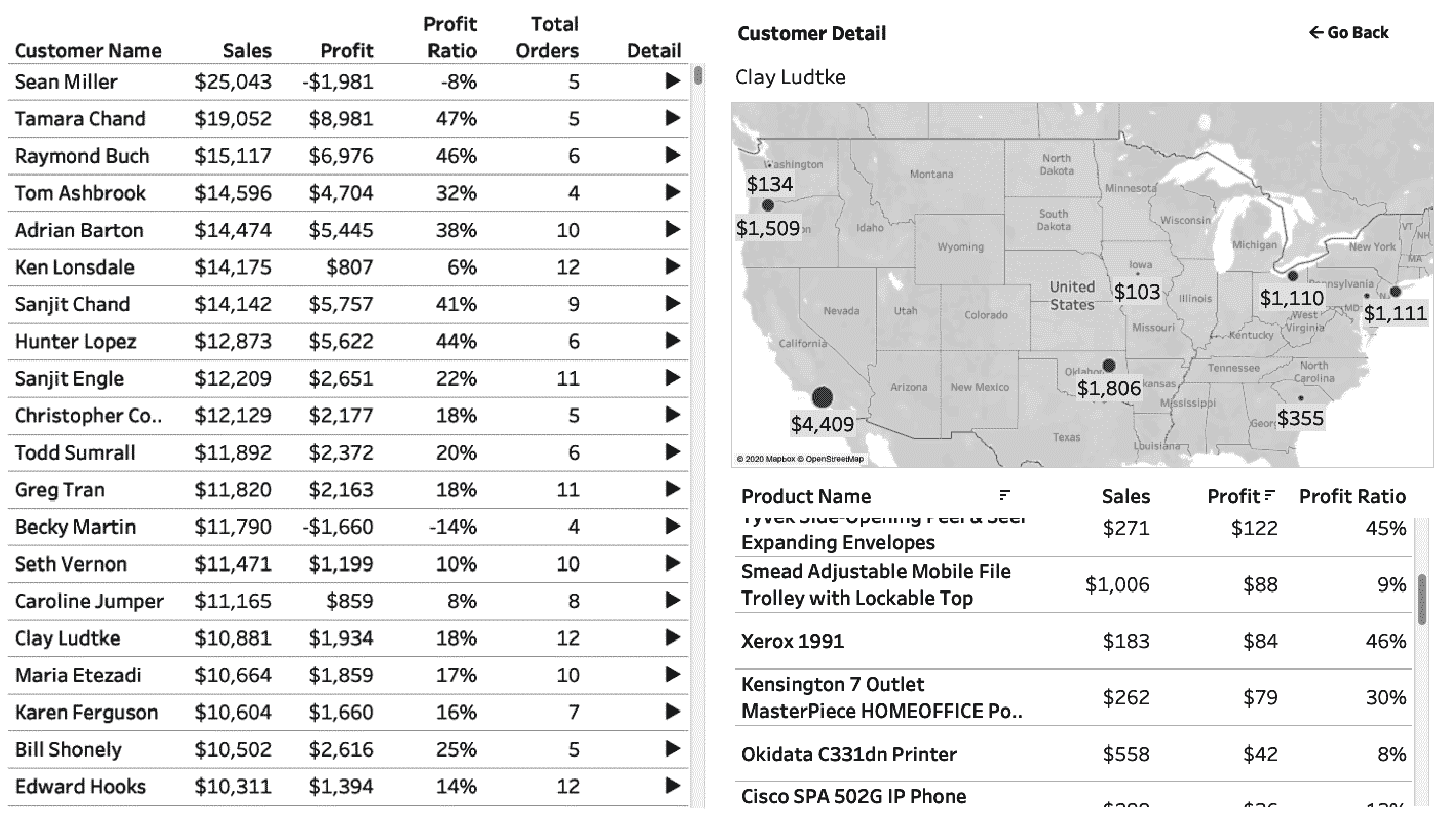 Profit Total
Customer Name Sales Profit Ratio Orders Detail
Sean Miller $25,043 -$1,981 -8% 5
Tamara Chand $19,052 $8,981 47% 5
Raymond Buch $15,117 $6,976 46% 6
Tom Ashbrook $14,596 $4,704 32% 4
Adrian Barton $14,474 $5,445 38% 10
Ken Lonsdale $14,175 $807 6% 12
Sanjit Chand $14,142 $5,757 41% 9
Hunter Lopez $12,873 $5,622 44% 6
Sanjit Engle $12,209 $2,651 22% 11
Christopher Co.. $12,129 $2,177 18% 5
Todd Sumrall $11,892 $2,372 20% 6
Greg Tran $11,820 $2,163 18% 11
Becky Martin $11,790 -$1,660 -14% 4
Seth Vernon $11,471 $1,199 10% 10
Caroline Jumper $11,165 $859 8% 8
Clay Ludtke $10,881 $1,934 18% 12
Maria Etezadi $10,664 $1,859 17% 10
Karen Ferguson $10,604 $1,660 16% 7
Bill Shonely $10,502 $2,616 25% 5
Edward Hooks $10,311 $1,394 14% 12
Customer Detail ← Go Back
Clay Ludtke
Washington
Montana
North
Dakota
Minnesota
$134
$1,509
Idaho
South
Dakota
Wisconsin
Michigan
New York
VT
NH
MA
Wyoming
Iowa
$103
United
States
Illinois
$1,110
Pennsylvania
NJ
MD
$1,111
West
Virginia
Nevada
Utah
Colorado
Missouri
Kentucky
California
$4,409
Arizona
New Mexico
$1,806
Tennessee
North
Carolina
Mississippi
$355
Texas
Louisiana
© 2020 Mapbox © OpenStreetMap
Product Name Sales Profit Profit Ratio
Tyvek Side-Opening Peel & Seel
Expanding Envelopes $271 $122 45%
Smead Adjustable Mobile File
Trolley with Lockable Top $1,006 $88 9%
Xerox 1991 $183 $84 46%
Kensington 7 Outlet
MasterPiece HOMEOFFICE Po.. $262 $79 30%
Okidata C331dn Printer $558 $42 8%
Cisco SPA 502G IP Phone